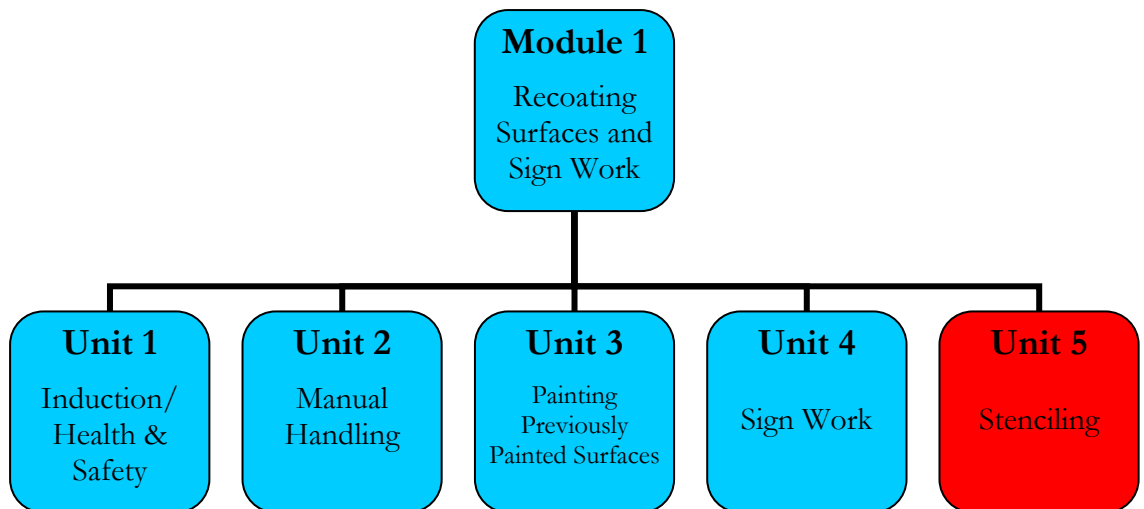 Module 1
Recoating
Surfaces and
Sign Work
Unit 1
Induction/
Health &
Safety
Unit 2
Manual
Handling
Unit 3
Painting
Previously
Painted Surfaces
Unit 4
Sign Work
Unit 5
Stenciling